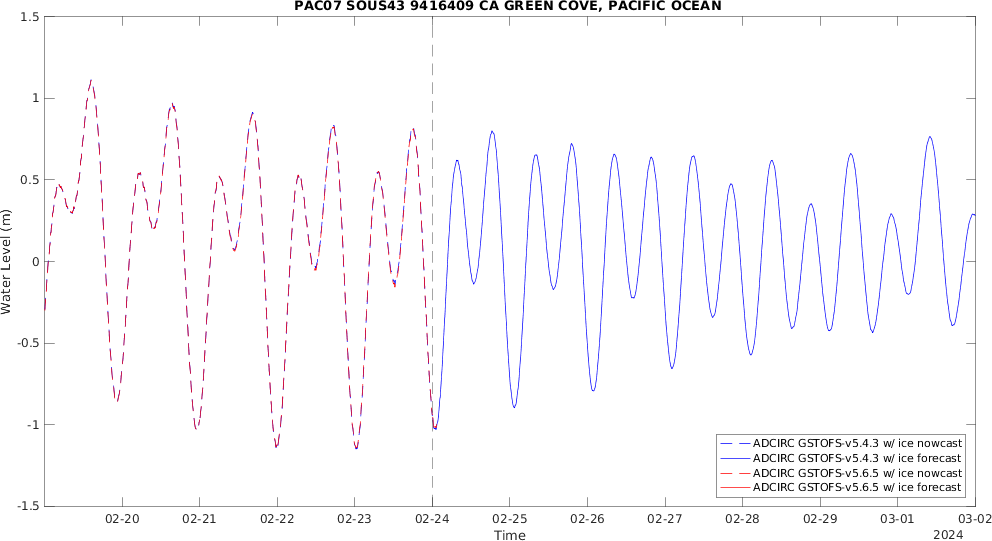 PAC07 SOUS43 9416409 CA GREEN COVE, PACIFIC OCEAN
1.5
1
0.5
0
-0.5
-1
-1.5
Water Level (m)
02-20 02-21 02-22 02-23 02-24 02-25 02-26 02-27 02-28 02-29 03-01 03-02
Time
2024
ADCIRC GSTOFS-v5.4.3 w/ ice nowcast
ADCIRC GSTOFS-v5.4.3 w/ ice forecast
ADCIRC GSTOFS-v5.6.5 w/ ice nowcast
ADCIRC GSTOFS-v5.6.5 w/ ice forecast